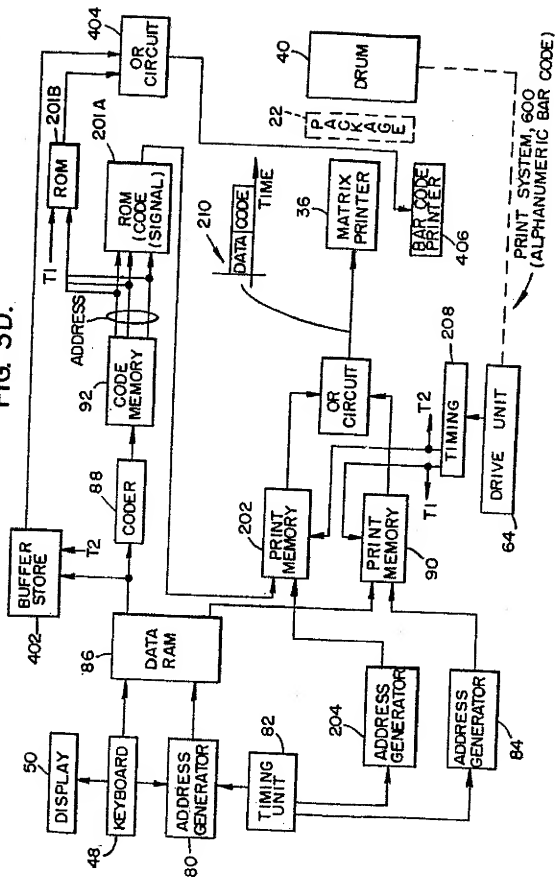 FIG. 5D.
50
DISPLAY
48
KEYBOARD
80
ADDRESS
GENERATOR
82
TIMING
UNIT
402
BUFFER
STORE
T2
86
DATA
RAM
88
CODER
92
CODE
MEMORY
ADDRESS
T1
ROM
201B
201A
ROM
(CODE
SIGNAL)
404
OR
CIRCUIT
204
ADDRESS
GENERATOR
84
ADDRESS
GENERATOR
202
PRINT
MEMORY
PRINT
MEMORY
90
OR
CIRCUIT
210
DATA
CODE
TIME
36
MATRIX
PRINTER
22
PACKAGE
40
DRUM
BAR CODE
PRINTER
406
T1
T2
TIMING
208
DRIVE UNIT
64
PRINT SYSTEM, 600
(ALPHANUMERIC BAR CODE)